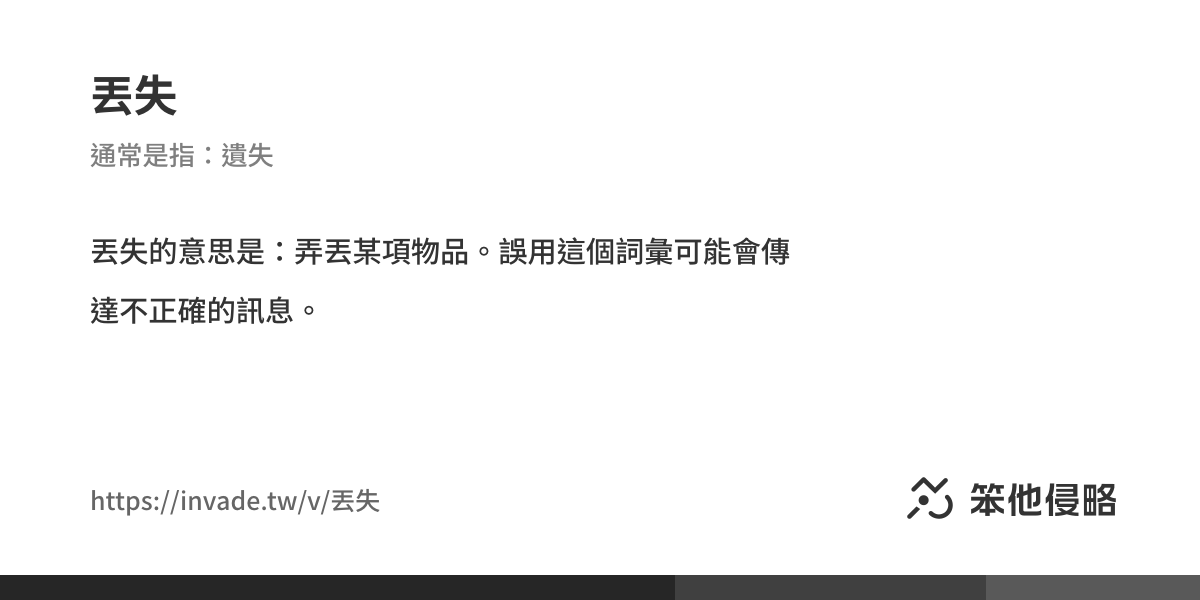 丟失
通常是指：遺失
丟失的意思是：弄丟某項物品。誤用這個詞彙可能會傳
達不正確的訊息。
https://invade.tw/v/丟失
笨他侵略